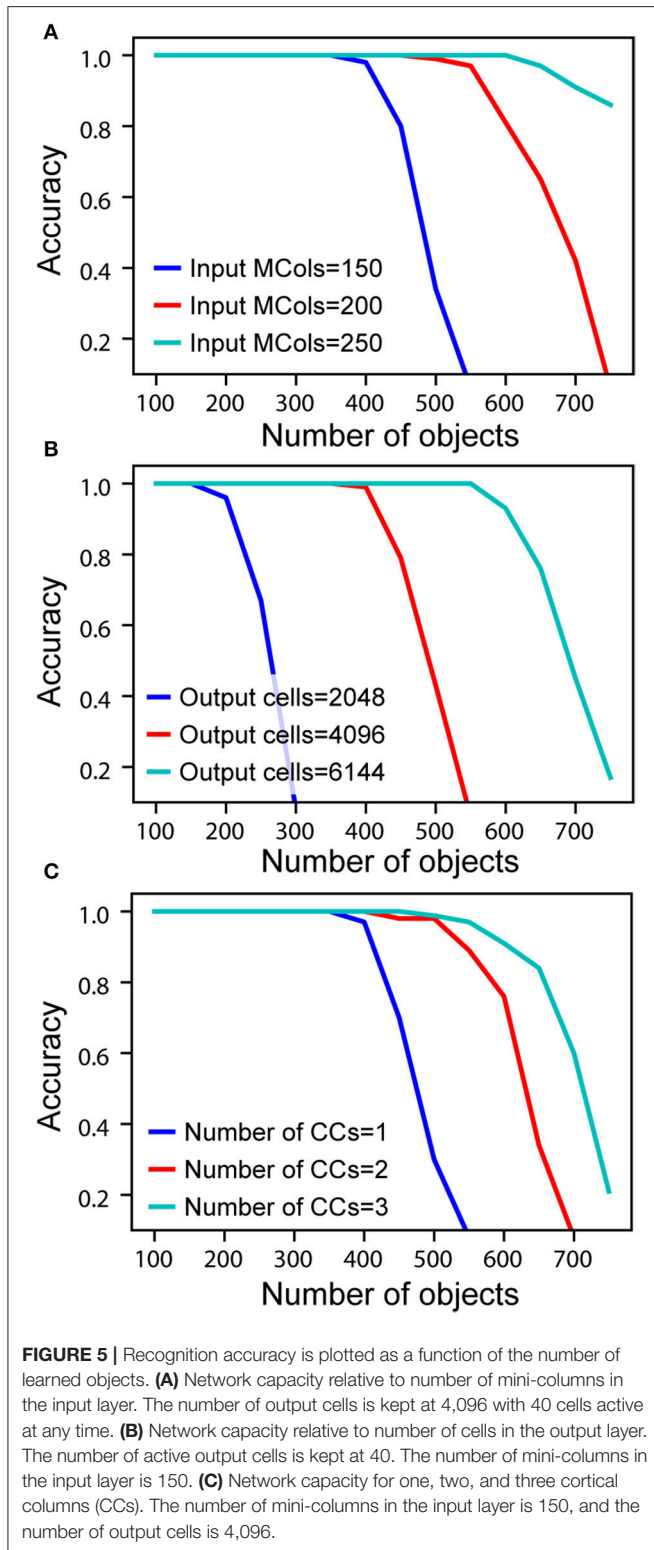 A
1.0
0.8
0.6
0.4
0.2
Accuracy
Input MCols=150
Input MCols=200
Input MCols=250
100 200 300 400 500 600 700
Number of objects
B
1.0
0.8
0.6
0.4
0.2
Accuracy
Output cells=2048
Output cells=4096
Output cells=6144
100 200 300 400 500 600 700
Number of objects
C
1.0
0.8
0.6
0.4
0.2
Accuracy
Number of CCs=1
Number of CCs=2
Number of CCs=3
100 200 300 400 500 600 700
Number of objects
FIGURE 5 | Recognition accuracy is plotted as a function of the number of
learned objects. (A) Network capacity relative to number of mini-columns in
the input layer. The number of output cells is kept at 4,096 with 40 cells active
at any time. (B) Network capacity relative to number of cells in the output layer.
The number of active output cells is kept at 40. The number of mini-columns in
the input layer is 150. (C) Network capacity for one, two, and three cortical
columns (CCs). The number of mini-columns in the input layer is 150, and the
number of output cells is 4,096.